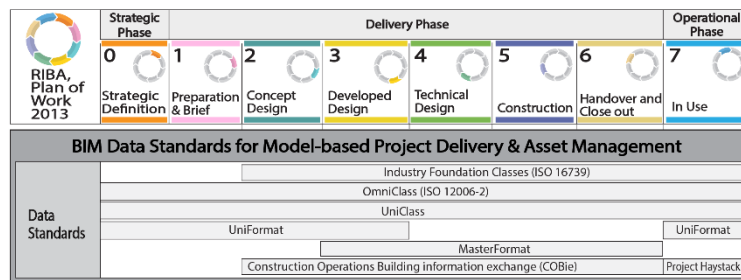 Strategic Phase
Delivery Phase
Operational Phase
RIBA, Plan of Work 2013
0 Strategic Definition
1 Preparation & Brief
2 Concept Design
3 Developed Design
4 Technical Design
5 Construction
6 Handover and Close out
7 In Use
BIM Data Standards for Model-based Project Delivery & Asset Management
Data Standards
Industry Foundation Classes (ISO 16739)
OmniClass (ISO 12006-2)
UniClass
UniFormat
UniFormat
MasterFormat
Construction Operations Building information exchange (COBie)
Project Haystack